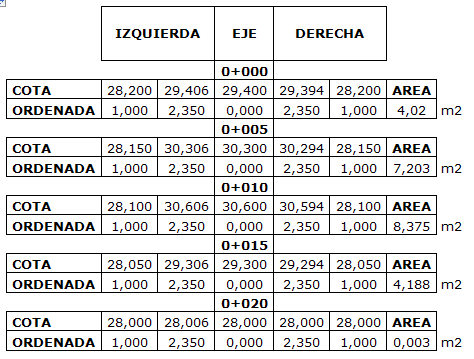 IZQUIERDA EJE DERECHA
0+000
COTA 28,200 29,406 29,400 29,394 28,200 AREA
ORDENADA 1,000 2,350 0,000 2,350 1,000 4,02 m2
0+005
COTA 28,150 30,306 30,300 30,294 28,150 AREA
ORDENADA 1,000 2,350 0,000 2,350 1,000 7,203 m2
0+010
COTA 28,100 30,606 30,600 30,594 28,100 AREA
ORDENADA 1,000 2,350 0,000 2,350 1,000 8,375 m2
0+015
COTA 28,050 29,306 29,300 29,294 28,050 AREA
ORDENADA 1,000 2,350 0,000 2,350 1,000 4,188 m2
0+020
COTA 28,000 28,006 28,000 28,000 28,000 AREA
ORDENADA 1,000 2,350 0,000 2,350 1,000 0,003 m2